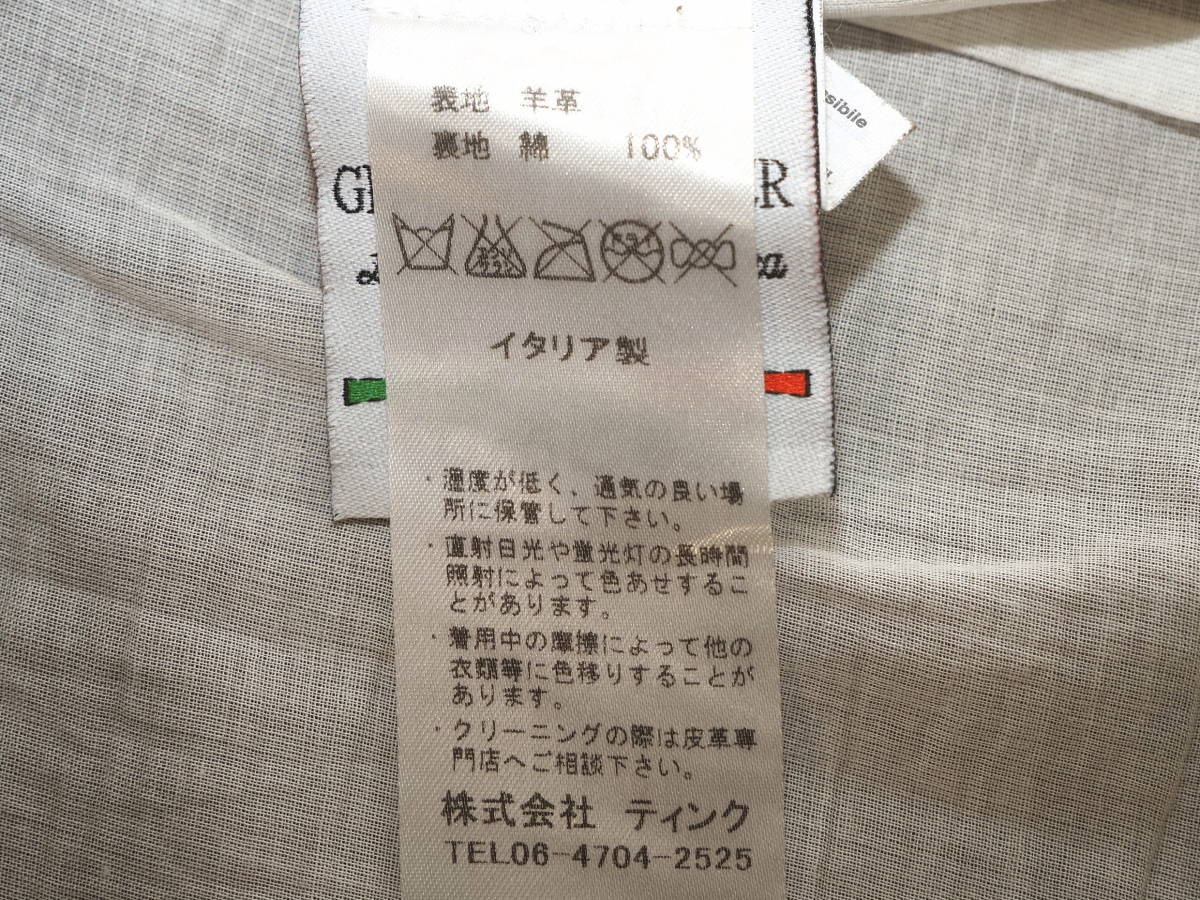 表地 羊革
裏地 綿 100%
イタリア製
・湿度が低く、通気の良い場
所に保管して下さい。
・直射日光や蛍光灯の長時間
照射によって色あせするこ
とがあります。
・着用中の摩擦によって他の
衣類等に色移りすることが
あります。
・クリーニングの際は皮革専
門店へご相談下さい。
株式会社 ティンク
TEL06-4704-2525